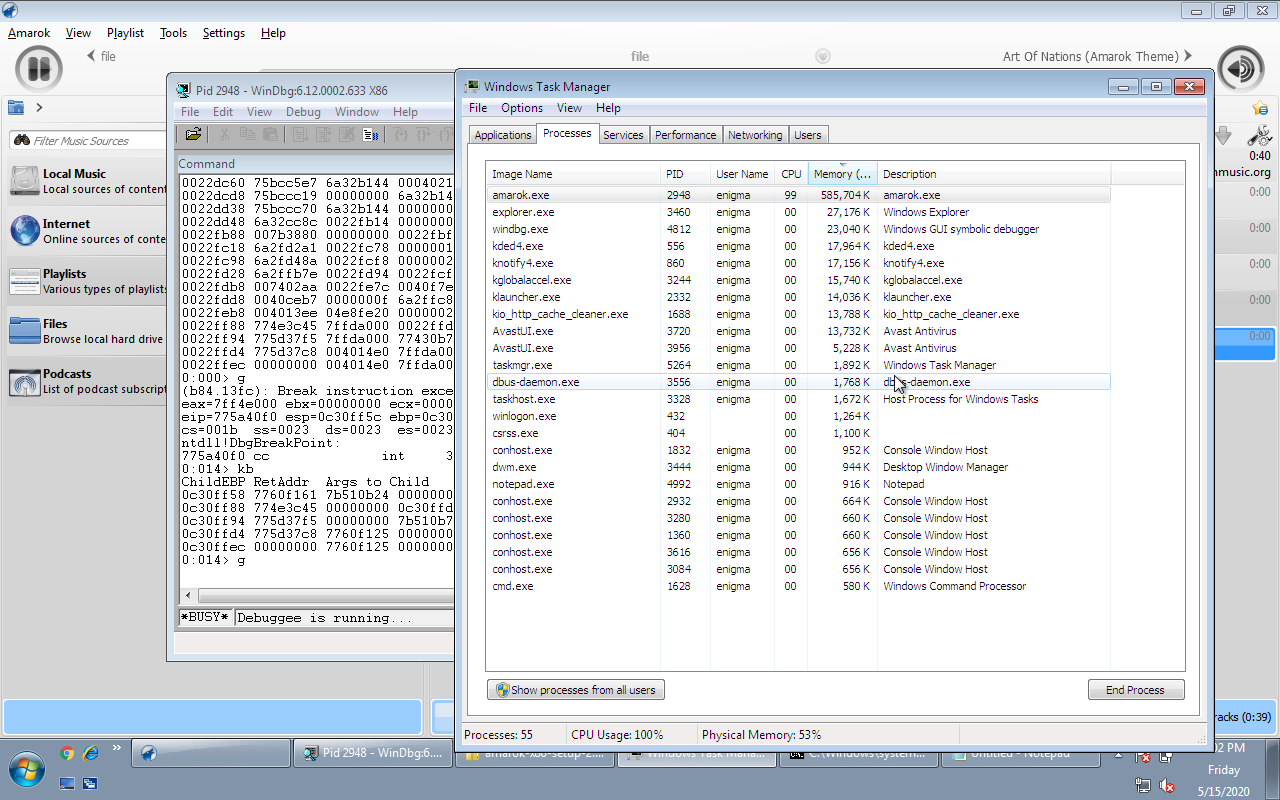 Amarok View Playlist Tools Settings Help
file
file
Art Of Nations (Amarok Theme)
Filter Music Sources
Local Music
Local sources of conten
Internet
Online sources of conte
Playlists
Various types of playlists
Files
Browse local hard drive
Podcasts
List of podcast subscript
0:40
nmusic.org
0:00
0:00
0:00
0:00
0:00
racks (0:39)
Pid 2948 - WinDbg:6.12.0002.633 X86
File Edit View Debug Window Help
Command
0022dc60 75bcc5e7 6a32b144 0004021
0022dcd8 75bccc19 00000000 6a32b14
0022dd38 75bccc70 6a32b144 0000000
0022dd48 6a32cc8c 0022fb14 0000000
0022fb88 007b3880 00000000 0022fbf
0022fc18 6a2fd2a1 0022fc78 0000001
0022fc98 6a2fd48a 0022fcf8 0000000
0022fd28 6a2ffb7e 0022fd94 0022fcf
0022fdb8 007402aa 0022fe7c 0040f7e
0022fdd8 0040ceb7 0000000f 6a2ffc8
0022feb8 004013ee 04e8fe20 0000002
0022ff88 774e3c45 7ffda000 0022ffd
0022ff94 775d37f5 7ffda000 77430b7
0022ffd4 775d37c8 004014e0 7ffda00
0022ffec 00000000 004014e0 7ffda00
0:000> g
(b84.13fc): Break instruction exce
eax=7ff4e000 ebx=00000000 ecx=0000
eip=775a40f0 esp=0c30ff5c ebp=0c30
cs=001b ss=0023 ds=0023 es=0023
ntdll!DbgBreakPoint:
775a40f0 cc int 3
0:014> kb
ChildEBP RetAddr Args to Child
0c30ff58 7760f161 7b510b24 0000000
0c30ff88 774e3c45 00000000 0c30ffd
0c30ff94 775d37f5 00000000 7b510b7
0c30ffd4 775d37c8 7760f125 0000000
0c30ffec 00000000 7760f125 0000000
0:014> g
*BUSY* Debuggee is running...
Windows Task Manager
File Options View Help
Applications Processes Services Performance Networking Users
Image Name PID User Name CPU Memory (... Description
amarok.exe 2948 enigma 99 585,704 K amarok.exe
explorer.exe 3460 enigma 00 27,176 K Windows Explorer
windbg.exe 4812 enigma 00 23,040 K Windows GUI symbolic debugger
kded4.exe 556 enigma 00 17,964 K kded4.exe
knotify4.exe 860 enigma 00 17,156 K knotify4.exe
kglobalaccel.exe 3244 enigma 00 15,740 K kglobalaccel.exe
klauncher.exe 2332 enigma 00 14,036 K klauncher.exe
kio_http_cache_cleaner.exe 1688 enigma 00 13,788 K kio_http_cache_cleaner.exe
AvastUI.exe 3720 enigma 00 13,732 K Avast Antivirus
AvastUI.exe 3956 enigma 00 5,228 K Avast Antivirus
taskmgr.exe 5264 enigma 00 1,892 K Windows Task Manager
dbus-daemon.exe 3556 enigma 00 1,768 K dbus-daemon.exe
taskhost.exe 3328 enigma 00 1,672 K Host Process for Windows Tasks
winlogon.exe 432 00 1,264 K
csrss.exe 404 00 1,100 K
conhost.exe 1832 enigma 00 952 K Console Window Host
dwm.exe 3444 enigma 00 944 K Desktop Window Manager
notepad.exe 4992 enigma 00 916 K Notepad
conhost.exe 2932 enigma 00 664 K Console Window Host
conhost.exe 3280 enigma 00 660 K Console Window Host
conhost.exe 1360 enigma 00 660 K Console Window Host
conhost.exe 3616 enigma 00 656 K Console Window Host
conhost.exe 3084 enigma 00 656 K Console Window Host
cmd.exe 1628 enigma 00 580 K Windows Command Processor
Show processes from all users
End Process
Processes: 55 CPU Usage: 100% Physical Memory: 53%
Pid 2948 - WinDbg:6....
amarok-xdo-setup-2....
Windows Task Mana...
C:\Windows\system...
Untitled - Notepad
:02 PM
Friday
5/15/2020